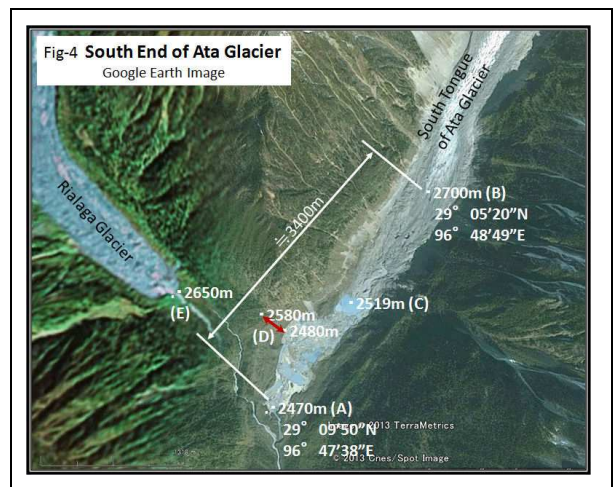 Fig-4 South End of Ata Glacier
Google Earth Image
South Tongue
of Ata Glacier
Rialaga Glacier
≒3400m
2700m (B)
29° 05’20”N
96° 48’49”E
2650m
(E)
2519m (C)
2580m
(D)
2480m
2470m (A)
29° 05’50”N
96° 47’38”E
2013 TerraMetrics
© 2013 Cnes/Spot Image